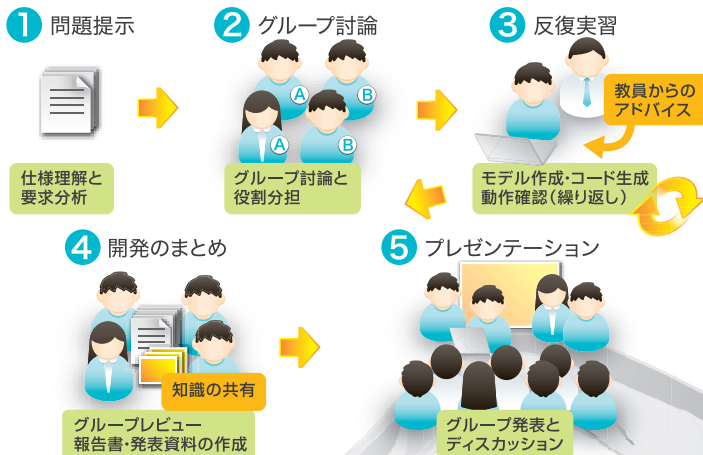 1 問題提示
仕様理解と
要求分析
2 グループ討論
A
B
A
B
グループ討論と
役割分担
3 反復実習
教員からの
アドバイス
モデル作成・コード生成
動作確認（繰り返し）
4 開発のまとめ
知識の共有
グループレビュー
報告書・発表資料の作成
5 プレゼンテーション
グループ発表と
ディスカッション